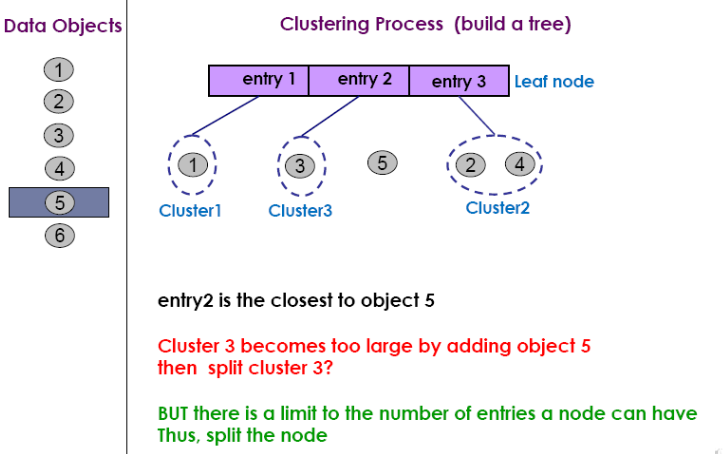 Data Objects
1
2
3
4
5
6
Clustering Process (build a tree)
entry 1 entry 2 entry 3 Leaf node
1 3 5 2 4
Cluster1 Cluster3 Cluster2
entry2 is the closest to object 5
Cluster 3 becomes too large by adding object 5
then split cluster 3?
BUT there is a limit to the number of entries a node can have
Thus, split the node